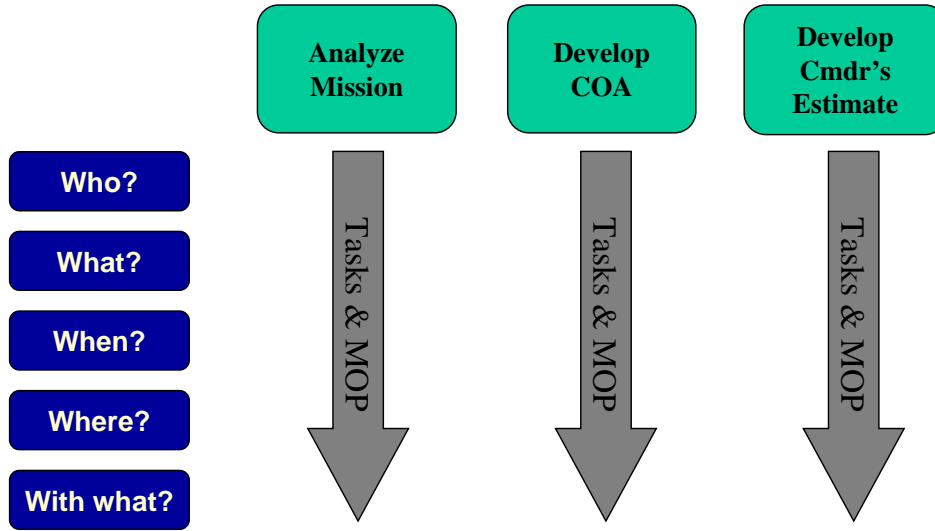 Analyze
Mission
Develop
COA
Develop
Cmdr's
Estimate
Who?
What?
When?
Where?
With what?
Tasks & MOP
Tasks & MOP
Tasks & MOP